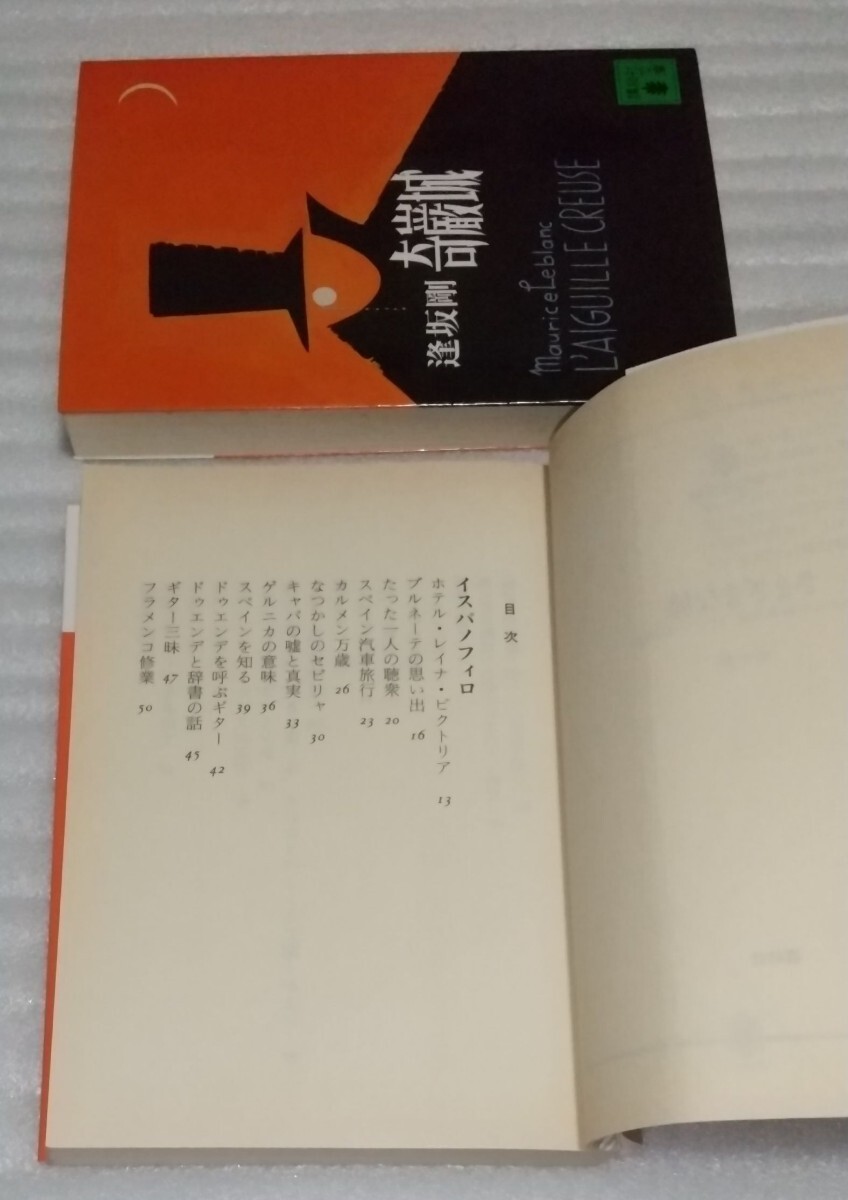 奇巌城
逢坂剛
Maurice Leblanc
L'AIGUILLE CREUSE
目次
イスパノフィロ
ホテル・レイナ・ビクトリア 13
ブルネーテの思い出 16
たった一人の聴衆 20
スペイン汽車旅行 23
カルメン万歳 26
なつかしのセビリャ 30
キャパの嘘と真実 33
ゲルニカの意味 36
スペインを知る 39
ドゥエンデを呼ぶギター 42
ドゥエンデと辞書の話 45
ギター三昧 47
フラメンコ修業 50